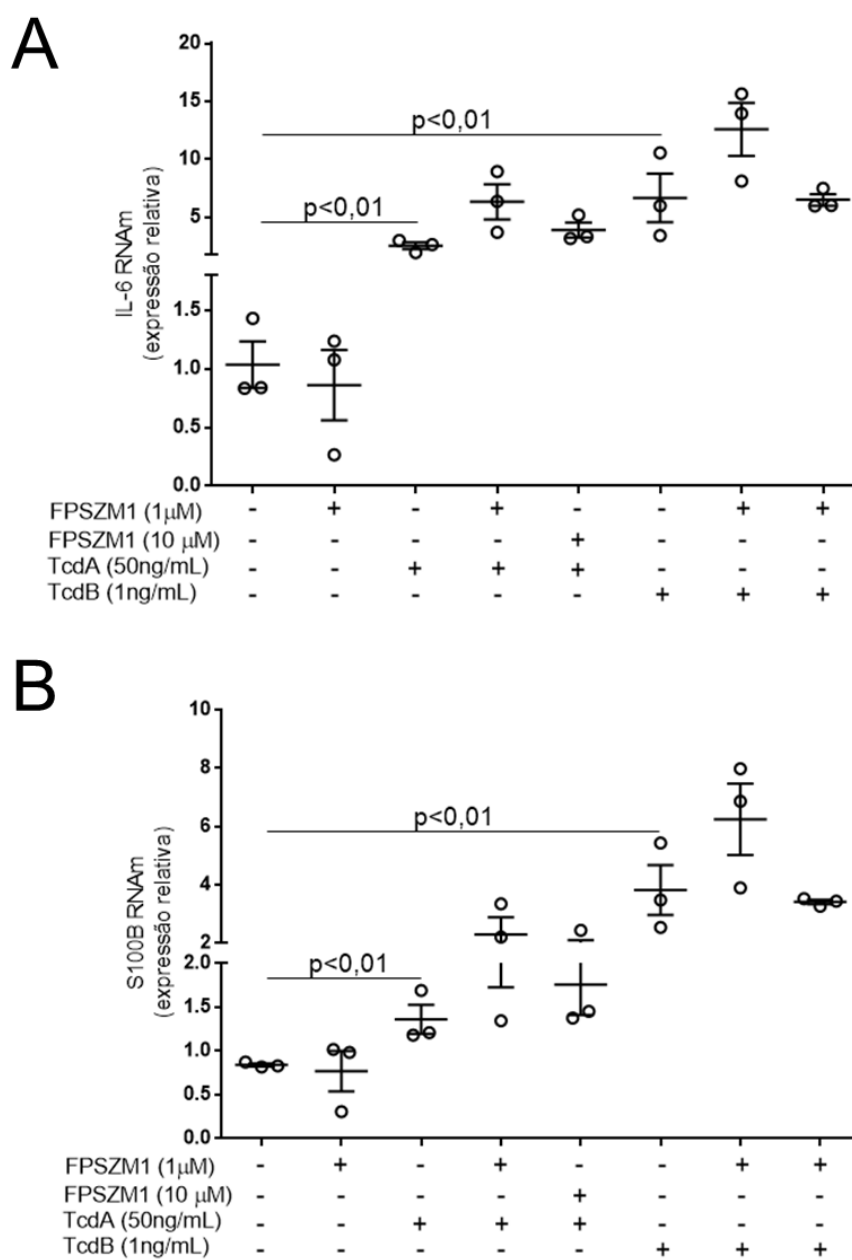 A
20
15
10
5
1.5
1.0
0.5
0.0
IL-6 RNAm
(expressão relativa)
p<0,01
p<0,01
FPSZM1 (1μM) - + - + - - + +
FPSZM1 (10 μM) - - - - + - - -
TcdA (50ng/mL) - - + + + - - -
TcdB (1ng/mL) - - - - - + + +
B
10
8
6
4
2
2.0
1.5
1.0
0.5
0.0
S100B RNAm
(expressão relativa)
p<0,01
p<0,01
FPSZM1 (1μM) - + - + - - + +
FPSZM1 (10 μM) - - - - + - - -
TcdA (50ng/mL) - - + + + - - -
TcdB (1ng/mL) - - - - - + + +